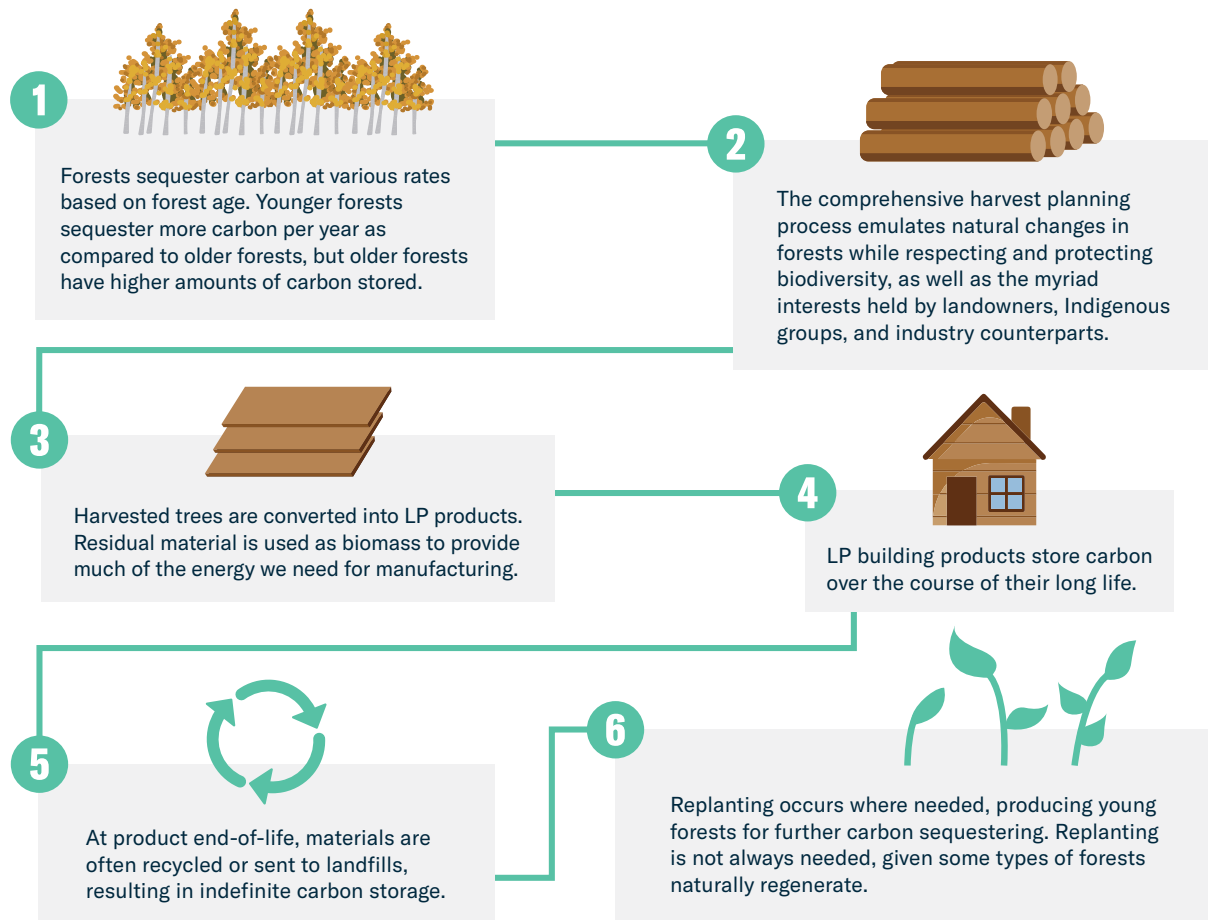 1
Forests sequester carbon at various rates
based on forest age. Younger forests
sequester more carbon per year as
compared to older forests, but older forests
have higher amounts of carbon stored.
2
The comprehensive harvest planning
process emulates natural changes in
forests while respecting and protecting
biodiversity, as well as the myriad
interests held by landowners, Indigenous
groups, and industry counterparts.
3
Harvested trees are converted into LP products.
Residual material is used as biomass to provide
much of the energy we need for manufacturing.
4
LP building products store carbon
over the course of their long life.
5
At product end-of-life, materials are
often recycled or sent to landfills,
resulting in indefinite carbon storage.
6
Replanting occurs where needed, producing young
forests for further carbon sequestering. Replanting
is not always needed, given some types of forests
naturally regenerate.